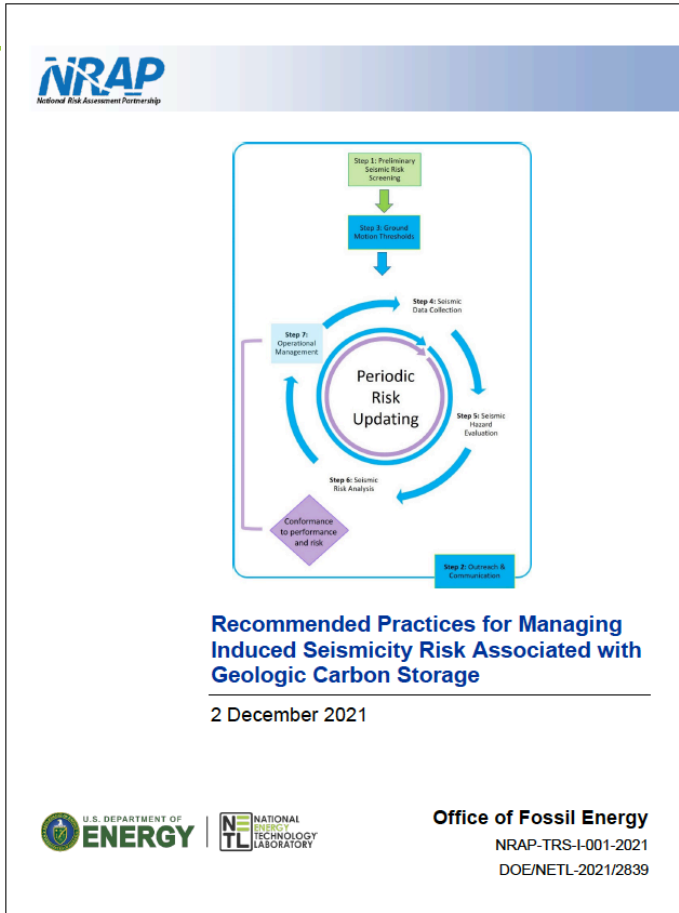 NRAP
National Risk Assessment Partnership
Step 1: Preliminary
Seismic Risk
Screening
Step 3: Ground
Motion Thresholds
Step 4: Seismic
Data Collection
Step 7:
Operational
Management
Periodic
Risk
Updating
Step 5: Seismic
Hazard
Evaluation
Step 6: Seismic
Risk Analysis
Conformance
to performance
and risk
Step 2: Outreach &
Communication
Recommended Practices for Managing
Induced Seismicity Risk Associated with
Geologic Carbon Storage
2 December 2021
U.S. DEPARTMENT OF
ENERGY
NETL
NATIONAL
ENERGY
TECHNOLOGY
LABORATORY
Office of Fossil Energy
NRAP-TRS-I-001-2021
DOE/NETL-2021/2839